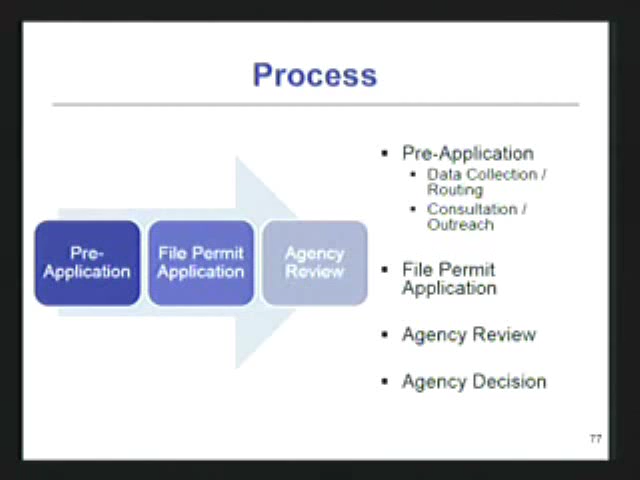 Process
Pre-
Application
File Permit
Application
Agency
Review
▪ Pre-Application
▪ Data Collection /
Routing
▪ Consultation /
Outreach
▪ File Permit
Application
▪ Agency Review
▪ Agency Decision
77